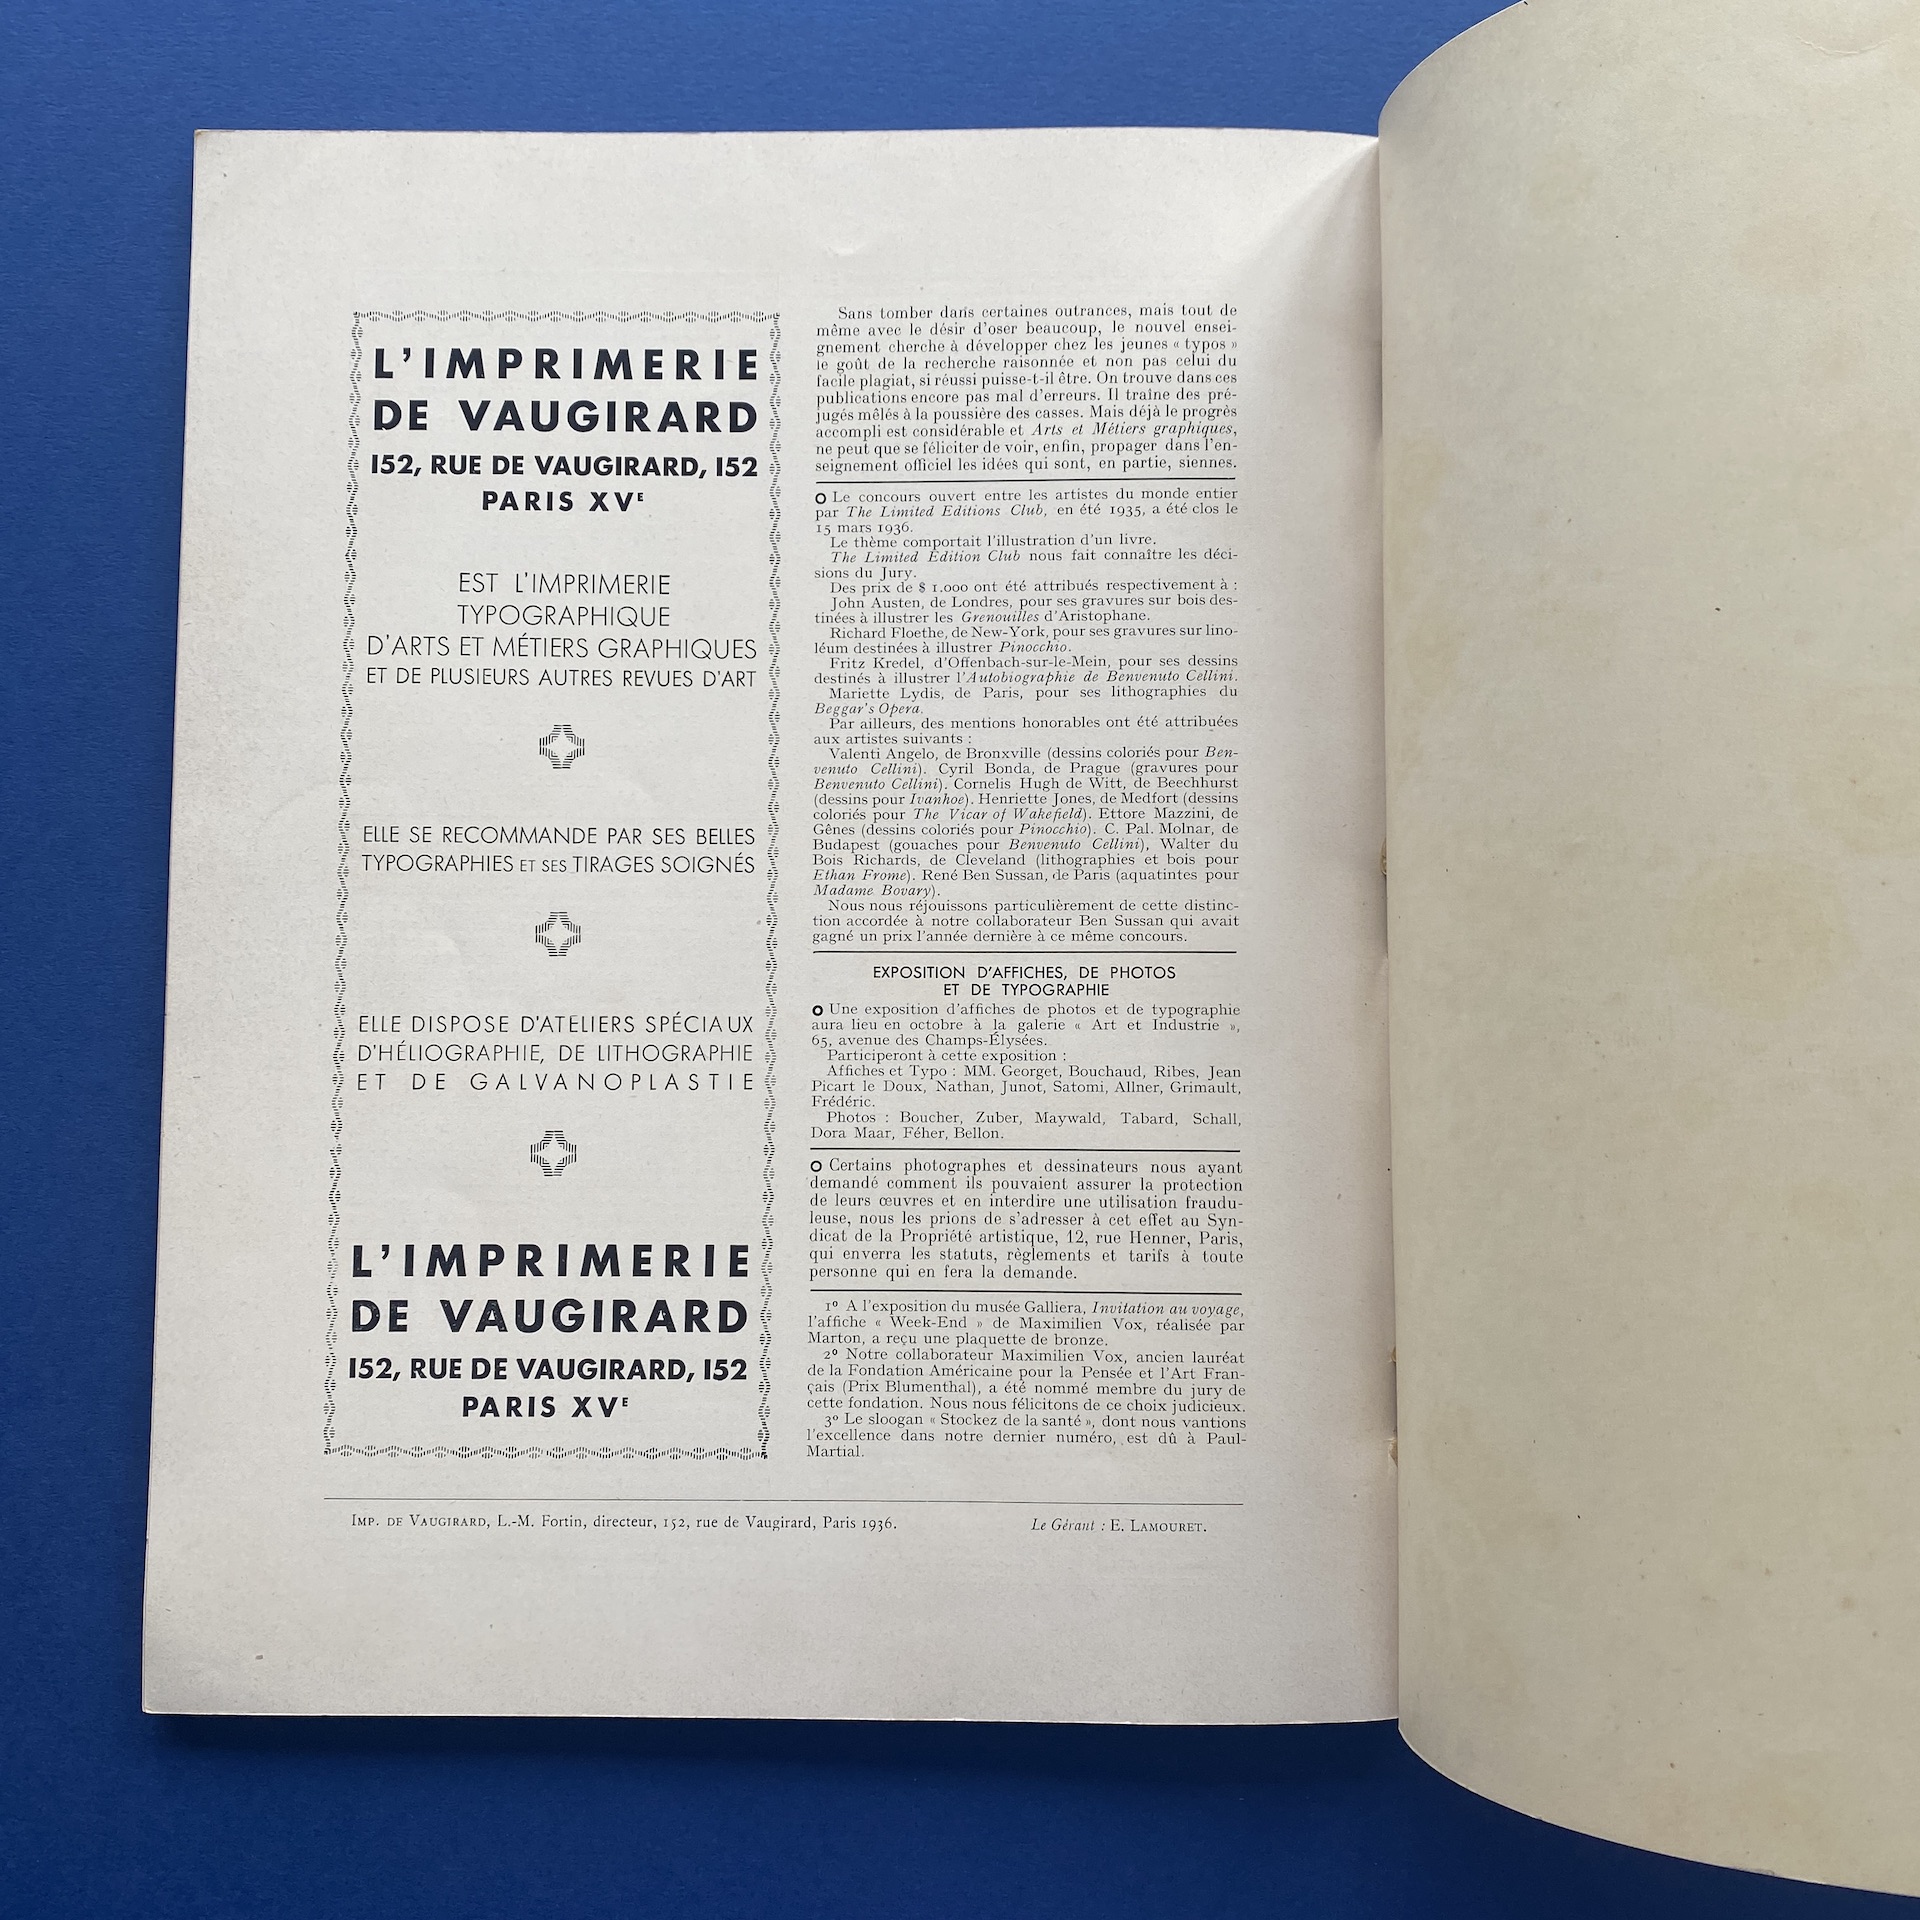 L'IMPRIMERIE
DE VAUGIRARD
152, RUE DE VAUGIRARD, 152
PARIS XVᴱ
EST L'IMPRIMERIE
TYPOGRAPHIQUE
D'ARTS ET MÉTIERS GRAPHIQUES
ET DE PLUSIEURS AUTRES REVUES D'ART
ELLE SE RECOMMANDE PAR SES BELLES
TYPOGRAPHIES ET SES TIRAGES SOIGNÉS
ELLE DISPOSE D'ATELIERS SPÉCIAUX
D'HÉLIOGRAPHIE, DE LITHOGRAPHIE
ET DE GALVANOPLASTIE
L'IMPRIMERIE
DE VAUGIRARD
152, RUE DE VAUGIRARD, 152
PARIS XVᴱ
Sans tomber dans certaines outrances, mais tout de
même avec le désir d'oser beaucoup, le nouvel ensei-
gnement cherche à développer chez les jeunes « typos »
le goût de la recherche raisonnée et non pas celui du
facile plagiat, si réussi puisse-t-il être. On trouve dans ces
publications encore pas mal d'erreurs. Il traîne des pré-
jugés mêlés à la poussière des casses. Mais déjà le progrès
accompli est considérable et Arts et Métiers graphiques,
ne peut que se féliciter de voir, enfin, propager dans l'en-
seignement officiel les idées qui sont, en partie, siennes.
o Le concours ouvert entre les artistes du monde entier
par The Limited Editions Club, en été 1935, a été clos le
15 mars 1936.
Le thème comportait l'illustration d'un livre.
The Limited Edition Club nous fait connaître les déci-
sions du Jury.
Des prix de $ 1.000 ont été attribués respectivement à :
John Austen, de Londres, pour ses gravures sur bois des-
tinées à illustrer les Grenouilles d'Aristophane.
Richard Floethe, de New-York, pour ses gravures sur lino-
léum destinées à illustrer Pinocchio.
Fritz Kredel, d'Offenbach-sur-le-Mein, pour ses dessins
destinés à illustrer l'Autobiographie de Benvenuto Cellini.
Mariette Lydis, de Paris, pour ses lithographies du
Beggar's Opera.
Par ailleurs, des mentions honorables ont été attribuées
aux artistes suivants :
Valenti Angelo, de Bronxville (dessins coloriés pour Ben-
venuto Cellini). Cyril Bonda, de Prague (gravures pour
Benvenuto Cellini). Cornelis Hugh de Witt, de Beechhurst
(dessins pour Ivanhoe). Henriette Jones, de Medfort (dessins
coloriés pour The Vicar of Wakefield). Ettore Mazzini, de
Gênes (dessins coloriés pour Pinocchio). C. Pal. Molnar, de
Budapest (gouaches pour Benvenuto Cellini), Walter du
Bois Richards, de Cleveland (lithographies et bois pour
Ethan Frome). René Ben Sussan, de Paris (aquatintes pour
Madame Bovary).
Nous nous réjouissons particulièrement de cette distinc-
tion accordée à notre collaborateur Ben Sussan qui avait
gagné un prix l'année dernière à ce même concours.
EXPOSITION D'AFFICHES, DE PHOTOS
ET DE TYPOGRAPHIE
o Une exposition d'affiches de photos et de typographie
aura lieu en octobre à la galerie « Art et Industrie »,
65, avenue des Champs-Élysées.
Participeront à cette exposition :
Affiches et Typo : MM. Georget, Bouchaud, Ribes, Jean
Picart le Doux, Nathan, Junot, Satomi, Allner, Grimault,
Frédéric.
Photos : Boucher, Zuber, Maywald, Tabard, Schall,
Dora Maar, Féher, Bellon.
o Certains photographes et dessinateurs nous ayant
demandé comment ils pouvaient assurer la protection
de leurs œuvres et en interdire une utilisation fraudu-
leuse, nous les prions de s'adresser à cet effet au Syn-
dicat de la Propriété artistique, 12, rue Henner, Paris,
qui enverra les statuts, règlements et tarifs à toute
personne qui en fera la demande.
1º A l'exposition du musée Galliera, Invitation au voyage,
l'affiche « Week-End » de Maximilien Vox, réalisée par
Marton, a reçu une plaquette de bronze.
2º Notre collaborateur Maximilien Vox, ancien lauréat
de la Fondation Américaine pour la Pensée et l'Art Fran-
çais (Prix Blumenthal), a été nommé membre du jury de
cette fondation. Nous nous félicitons de ce choix judicieux.
3º Le sloogan « Stockez de la santé », dont nous vantions
l'excellence dans notre dernier numéro, est dû à Paul-
Martial.
IMP. DE VAUGIRARD, L.-M. Fortin, directeur, 152, rue de Vaugirard, Paris 1936. Le Gérant : E. LAMOURET.